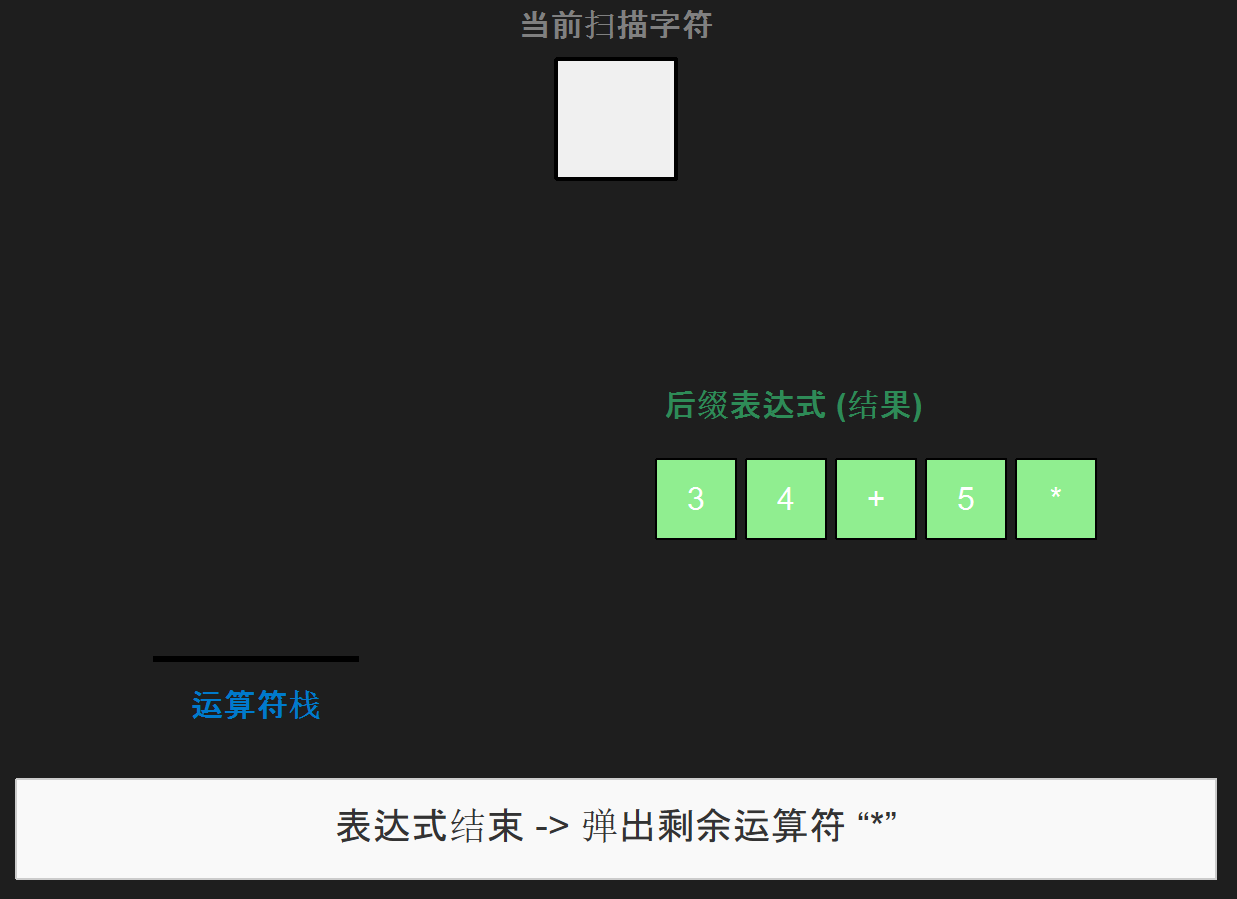 当前扫描字符
后缀表达式 (结果)
3 4 + 5 *
运算符栈
表达式结束 -> 弹出剩余运算符 “*”